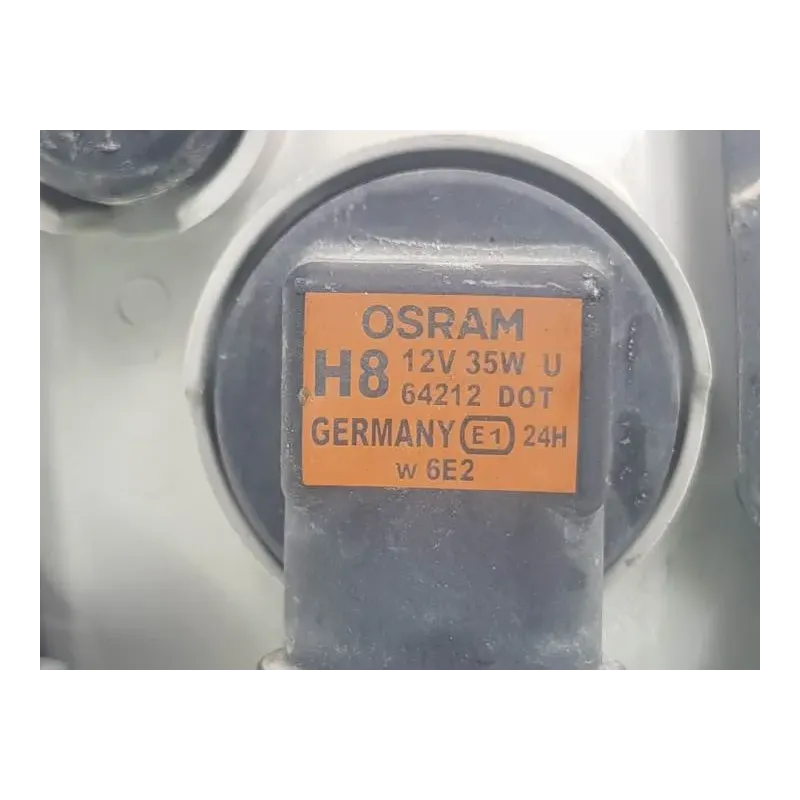 OSRAM
H8 12V 35W U
64212 DOT
GERMANY E1 24H
w 6E2